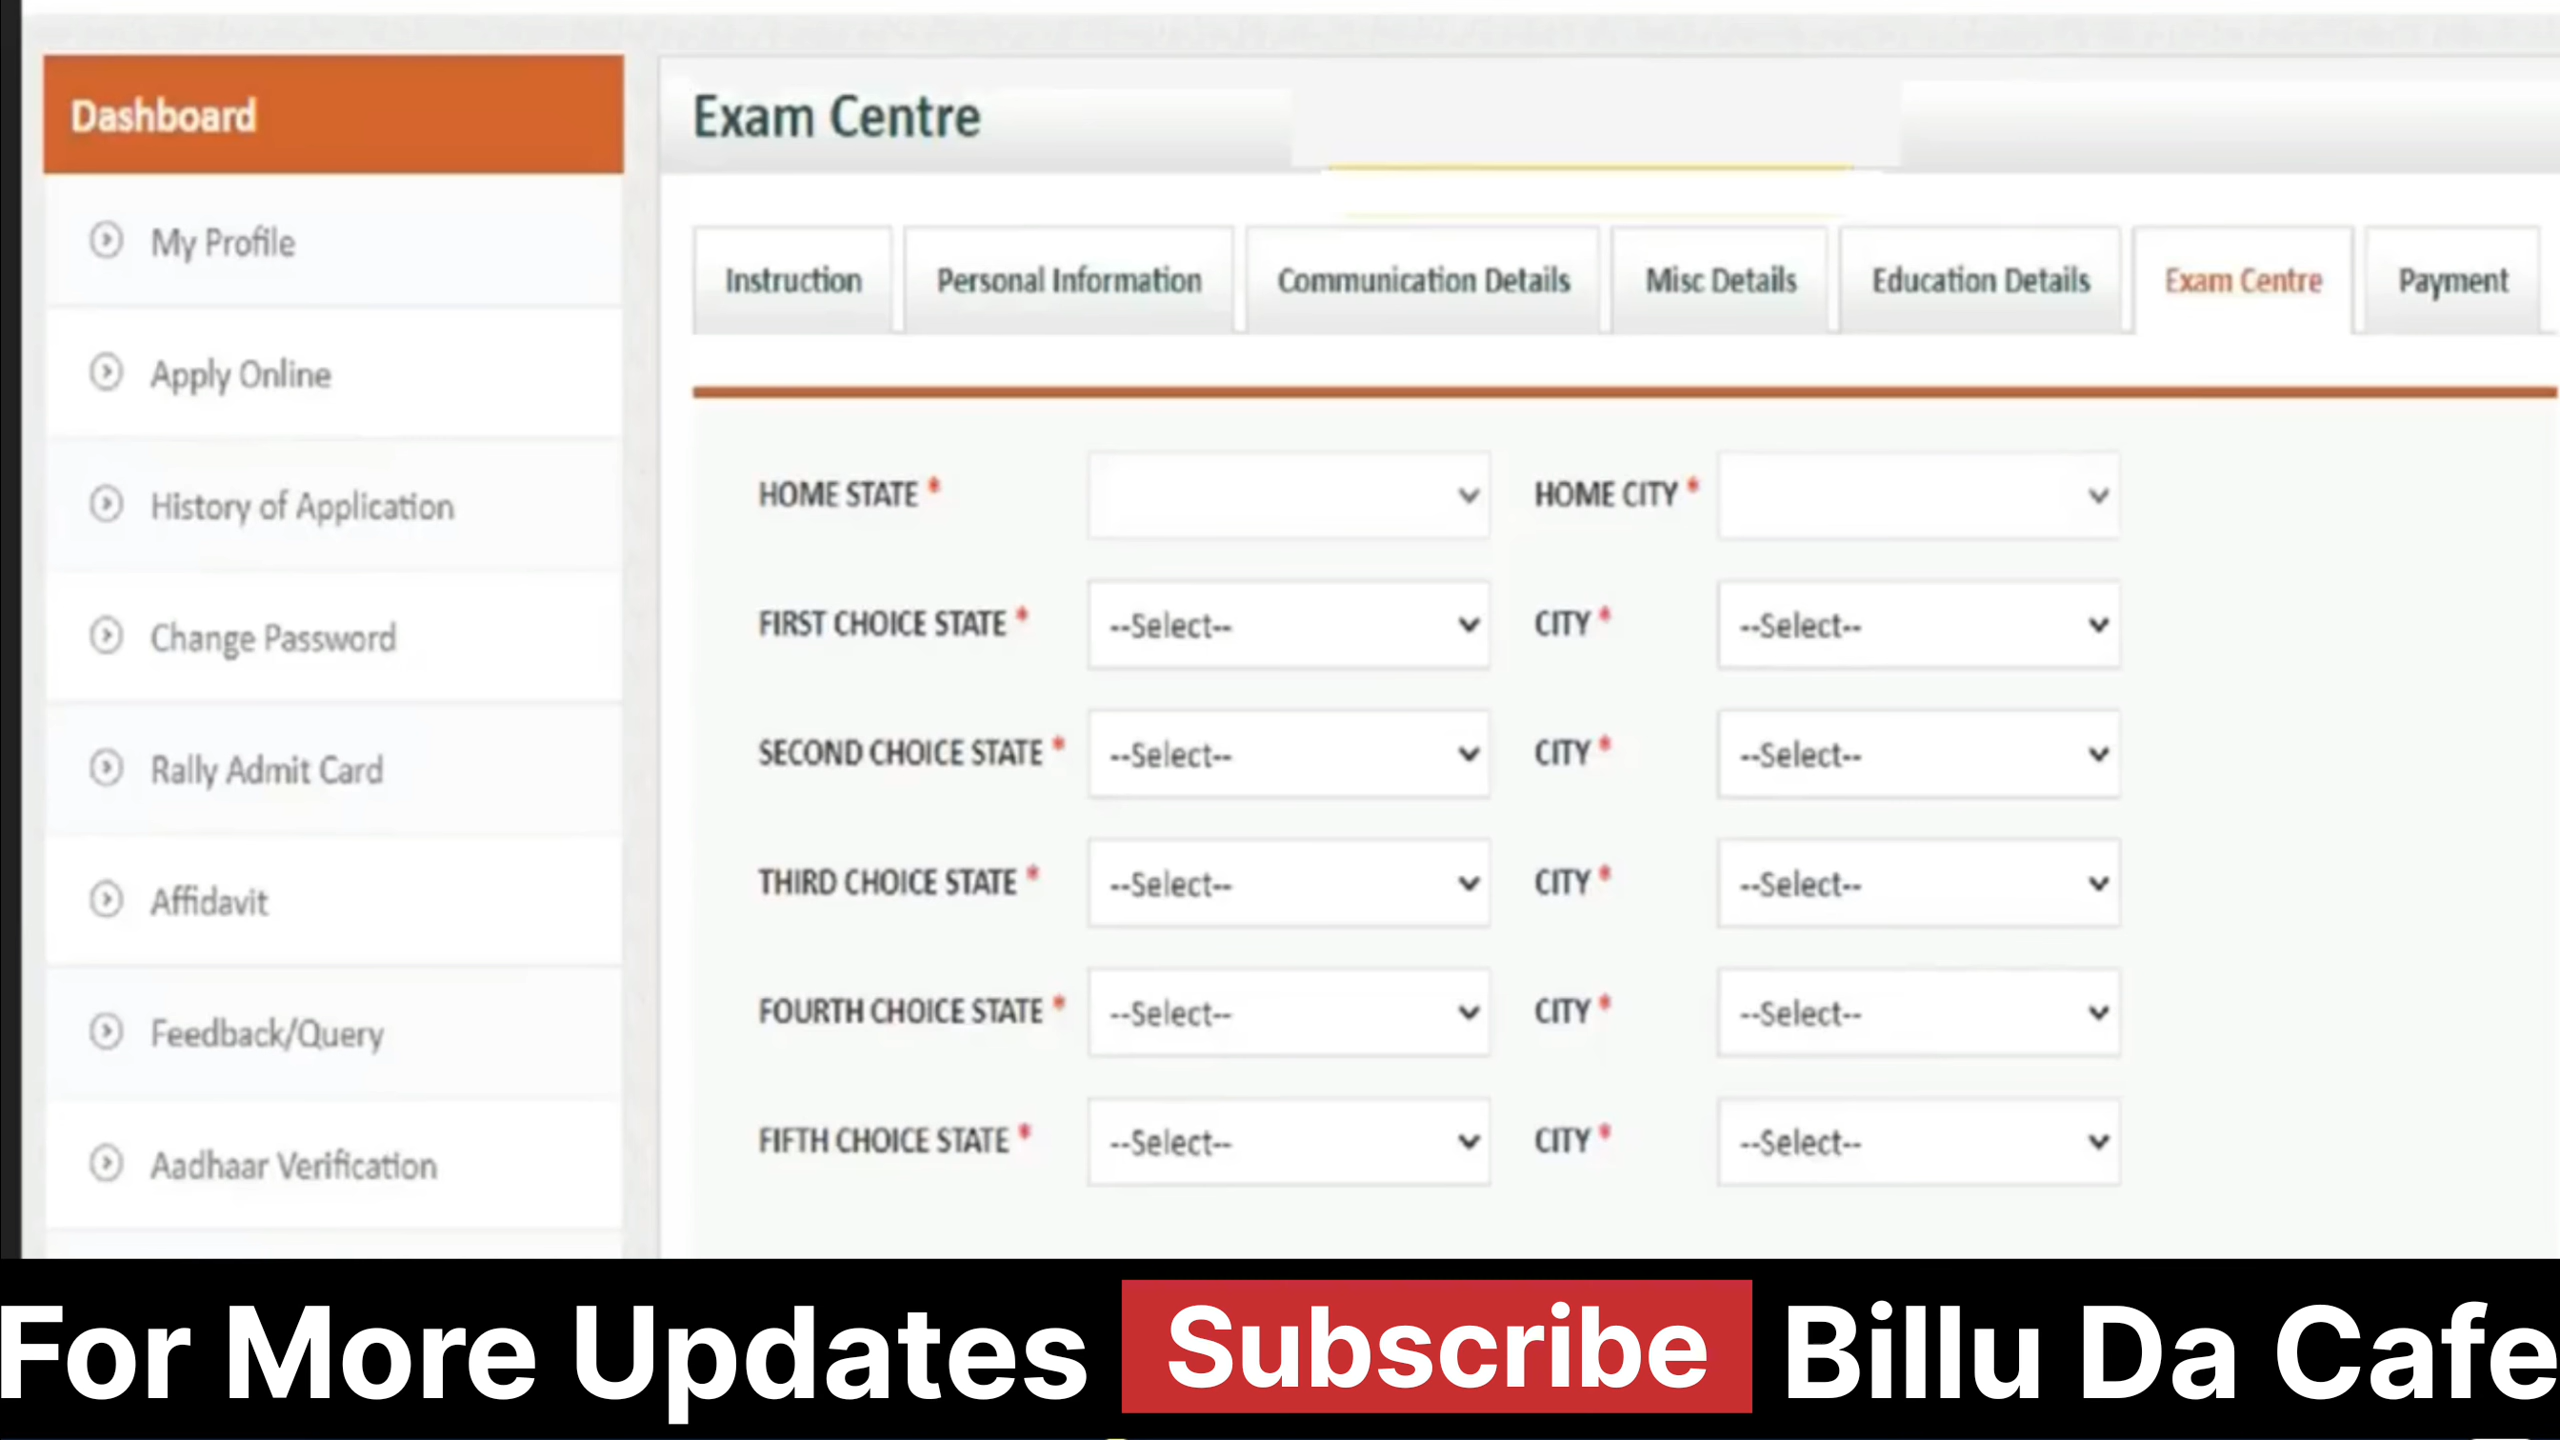 Dashboard
My Profile
Apply Online
History of Application
Change Password
Rally Admit Card
Affidavit
Feedback/Query
Aadhaar Verification
Exam Centre
Instruction Personal Information Communication Details Misc Details Education Details Exam Centre Payment
HOME STATE * HOME CITY *
FIRST CHOICE STATE * --Select-- CITY * --Select--
SECOND CHOICE STATE * --Select-- CITY * --Select--
THIRD CHOICE STATE * --Select-- CITY * --Select--
FOURTH CHOICE STATE * --Select-- CITY * --Select--
FIFTH CHOICE STATE * --Select-- CITY * --Select--
For More Updates Subscribe Billu Da Cafe